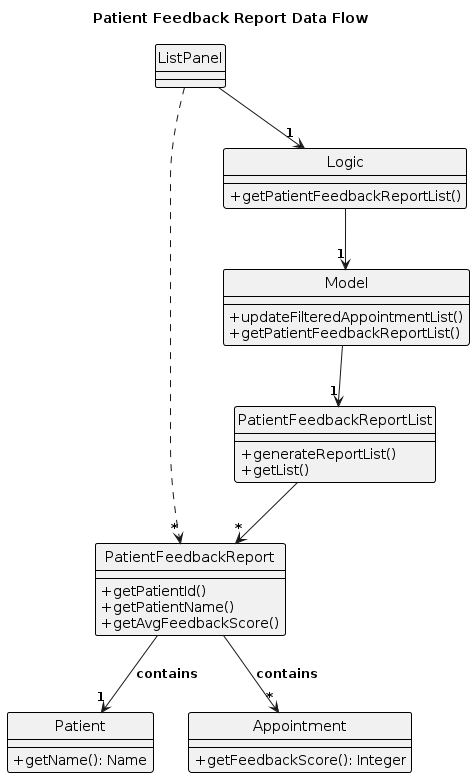 Patient Feedback Report Data Flow
ListPanel
1
Logic
+getPatientFeedbackReportList()
1
Model
+updateFilteredAppointmentList()
+getPatientFeedbackReportList()
1
PatientFeedbackReportList
+generateReportList()
+getList()
*
*
PatientFeedbackReport
+getPatientId()
+getPatientName()
+getAvgFeedbackScore()
contains
contains
1
*
Patient
+getName(): Name
Appointment
+getFeedbackScore(): Integer